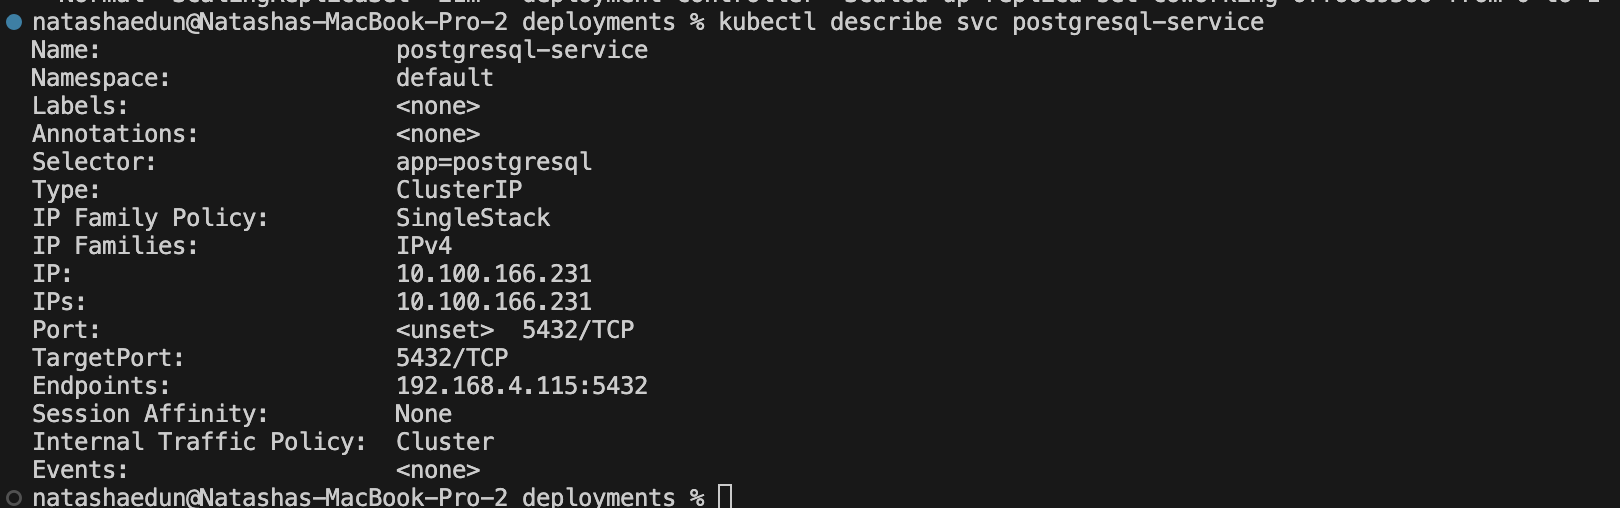 natashaedun@Natashas-MacBook-Pro-2 deployments % kubectl describe svc postgresql-service
Name: postgresql-service
Namespace: default
Labels: <none>
Annotations: <none>
Selector: app=postgresql
Type: ClusterIP
IP Family Policy: SingleStack
IP Families: IPv4
IP: 10.100.166.231
IPs: 10.100.166.231
Port: <unset> 5432/TCP
TargetPort: 5432/TCP
Endpoints: 192.168.4.115:5432
Session Affinity: None
Internal Traffic Policy: Cluster
Events: <none>
natashaedun@Natashas-MacBook-Pro-2 deployments %